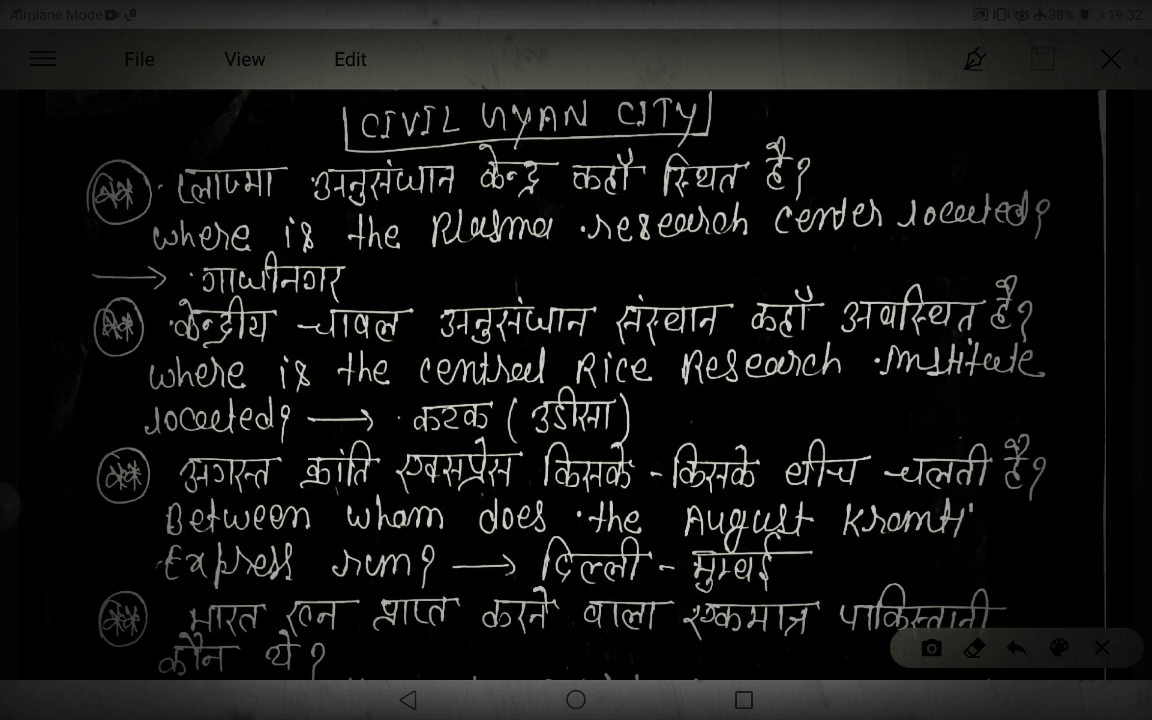 Airplane Mode 38% 19:32
File View Edit
CIVIL GYAN CITY
प्लाज्मा अनुसंधान केन्द्र कहाँ स्थित है?
where is the Plasma research center located?
→ गाधीनगर
केन्द्रीय चावल अनुसंधान संस्थान कहाँ अवस्थित है?
where is the central Rice Research Institute
located? → कटक (उडीसा)
अगस्त क्रांति एक्सप्रेस किसके - किसके बीच चलती है?
Between wham does the August Kranti
Express run? → दिल्ली - मुम्बई
भारत रत्न प्राप्त करने वाला एकमात्र पाकिस्तानी
कौन थे?